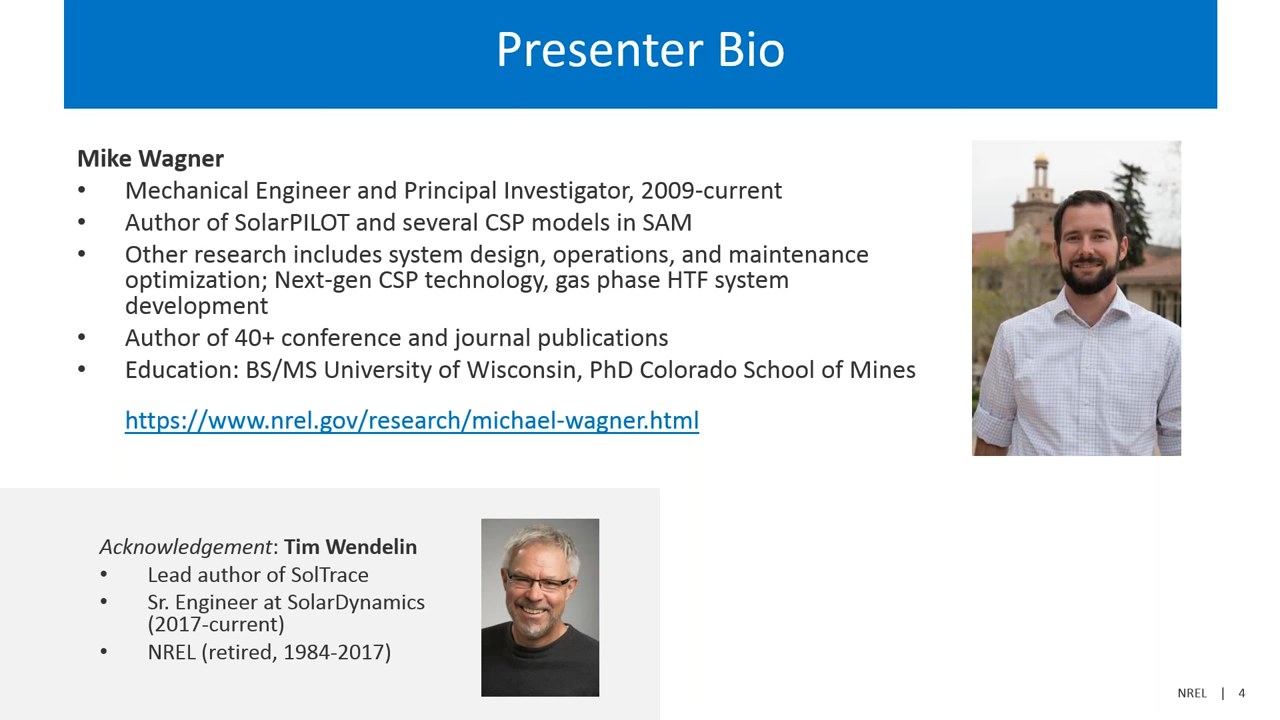 Presenter Bio
Mike Wagner
• Mechanical Engineer and Principal Investigator, 2009-current
• Author of SolarPILOT and several CSP models in SAM
• Other research includes system design, operations, and maintenance
optimization; Next-gen CSP technology, gas phase HTF system
development
• Author of 40+ conference and journal publications
• Education: BS/MS University of Wisconsin, PhD Colorado School of Mines
https://www.nrel.gov/research/michael-wagner.html
Acknowledgement: Tim Wendelin
• Lead author of SolTrace
• Sr. Engineer at SolarDynamics
(2017-current)
• NREL (retired, 1984-2017)
NREL | 4